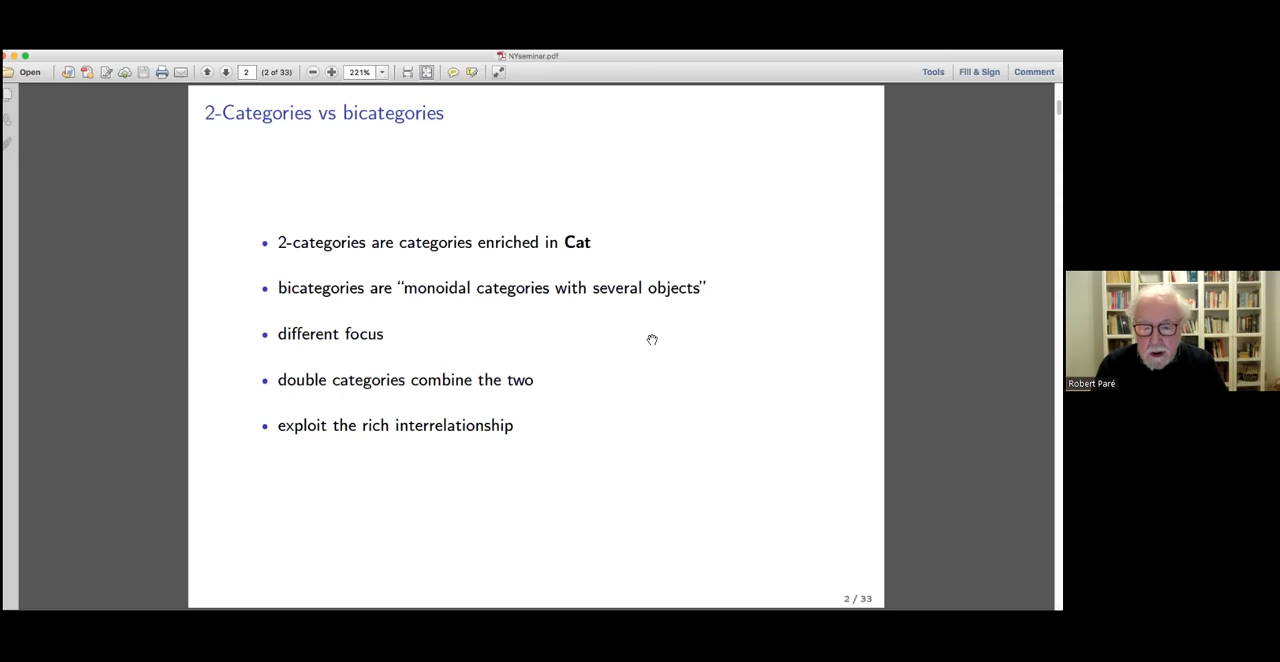 NYseminar.pdf
Open
2
(2 of 33)
221%
Tools
Fill & Sign
Comment
2-Categories vs bicategories
• 2-categories are categories enriched in Cat
• bicategories are “monoidal categories with several objects”
• different focus
• double categories combine the two
• exploit the rich interrelationship
2 / 33
Robert Paré